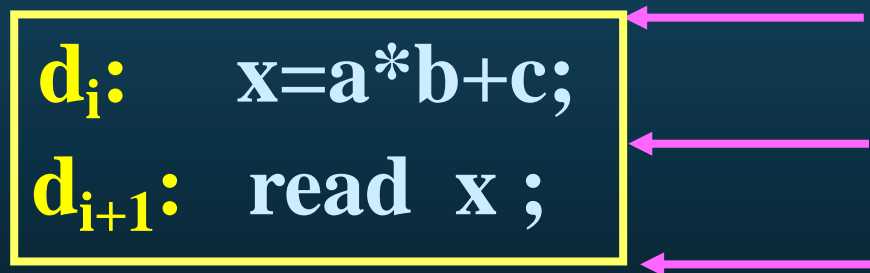 dᵢ: x=a*b+c;
dᵢ₊₁: read x ;